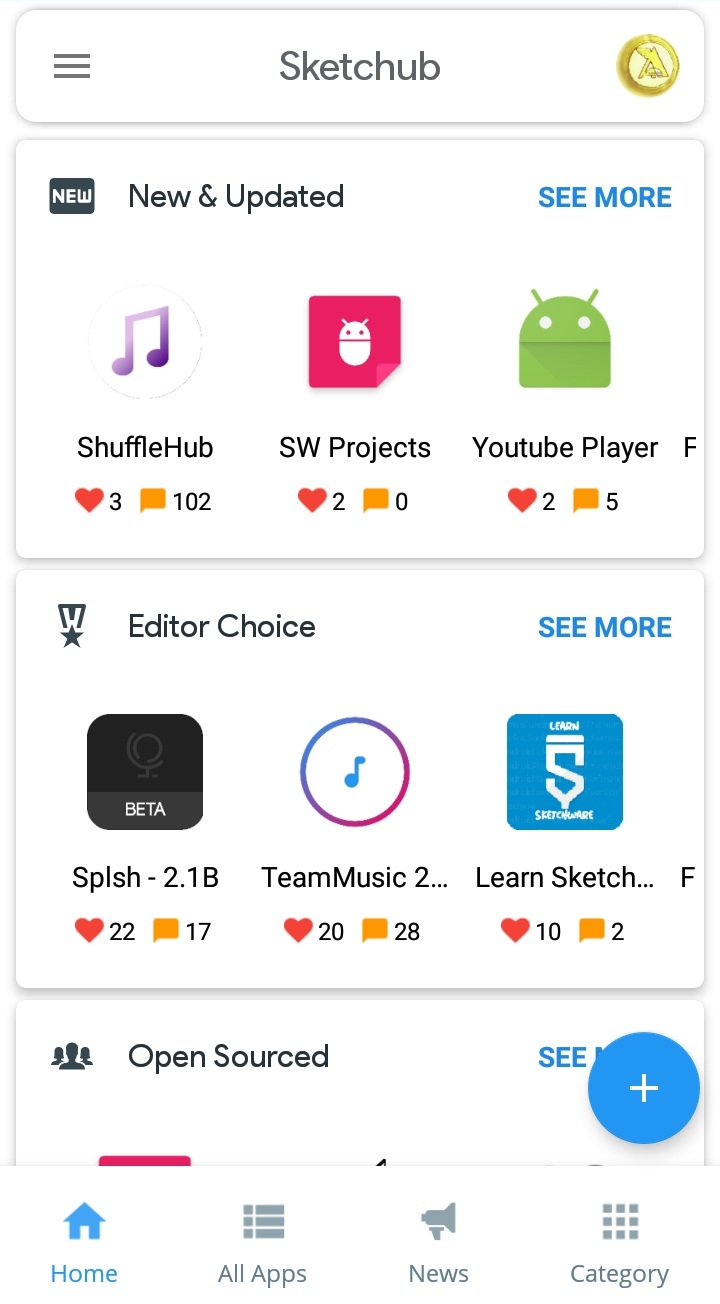 Sketchub
NEW New & Updated SEE MORE
ShuffleHub SW Projects Youtube Player F
3 102 2 0 2 5
Editor Choice SEE MORE
BETA
LEARN
SKETCHWARE
Splsh - 2.1B TeamMusic 2... Learn Sketch... F
22 17 20 28 10 2
Open Sourced SEE
Home All Apps News Category